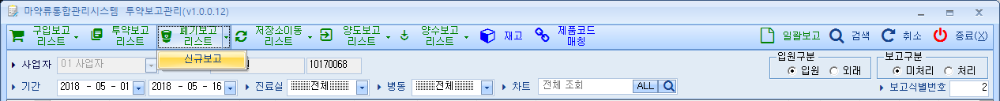 마약류통합관리시스템 투약보고관리(v1.0.0.12)
구입보고 리스트 투약보고 리스트 폐기보고 리스트 저장소이동 리스트 양도보고 리스트 양수보고 리스트 재고 제품코드 매칭 일괄보고 검색 취소 종료(X)
신규보고
사업자 01 사업자 10170068 입원구분 입원 외래 보고구분 미처리 처리
기간 2018 - 05 - 01 2018 - 05 - 16 진료실 전체 병동 전체 차트 전체 조회 ALL 보고식별번호 2